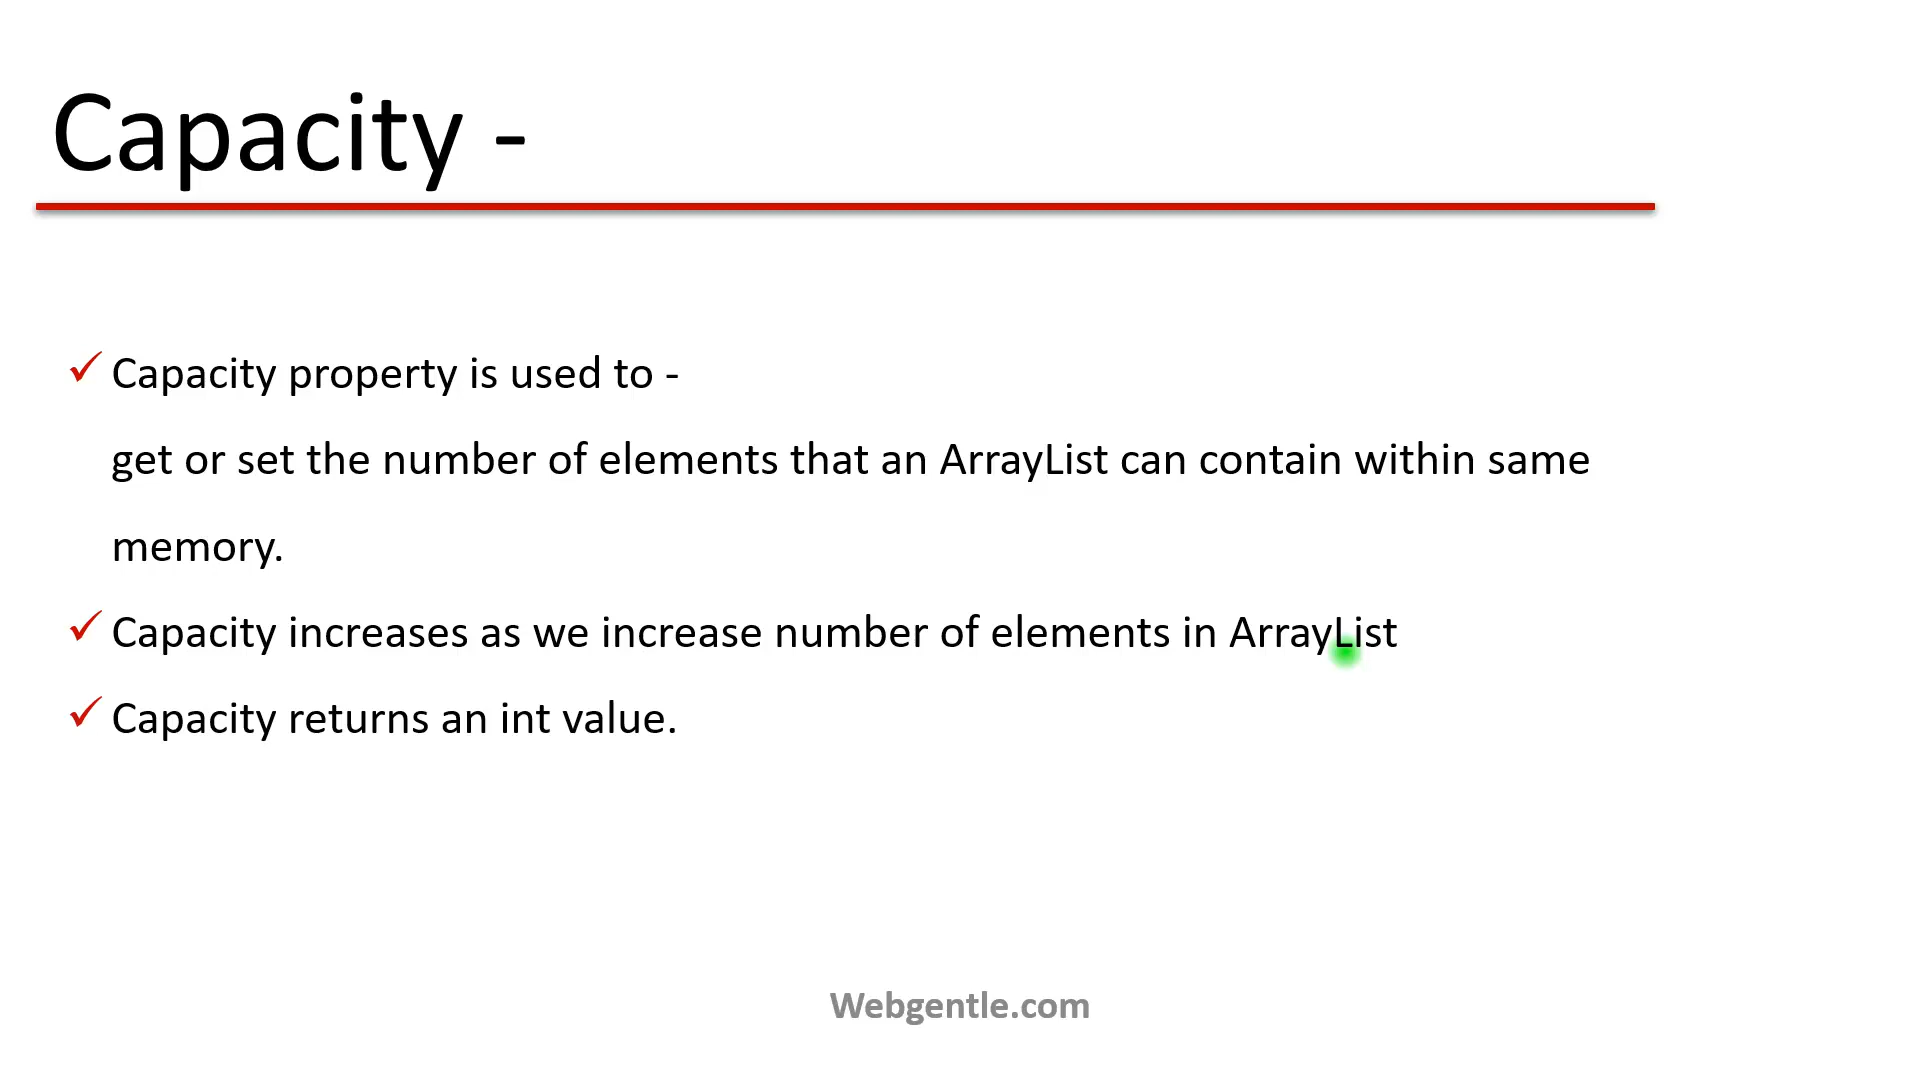 Capacity -
Capacity property is used to -
get or set the number of elements that an ArrayList can contain within same
memory.
Capacity increases as we increase number of elements in ArrayList
Capacity returns an int value.
Webgentle.com